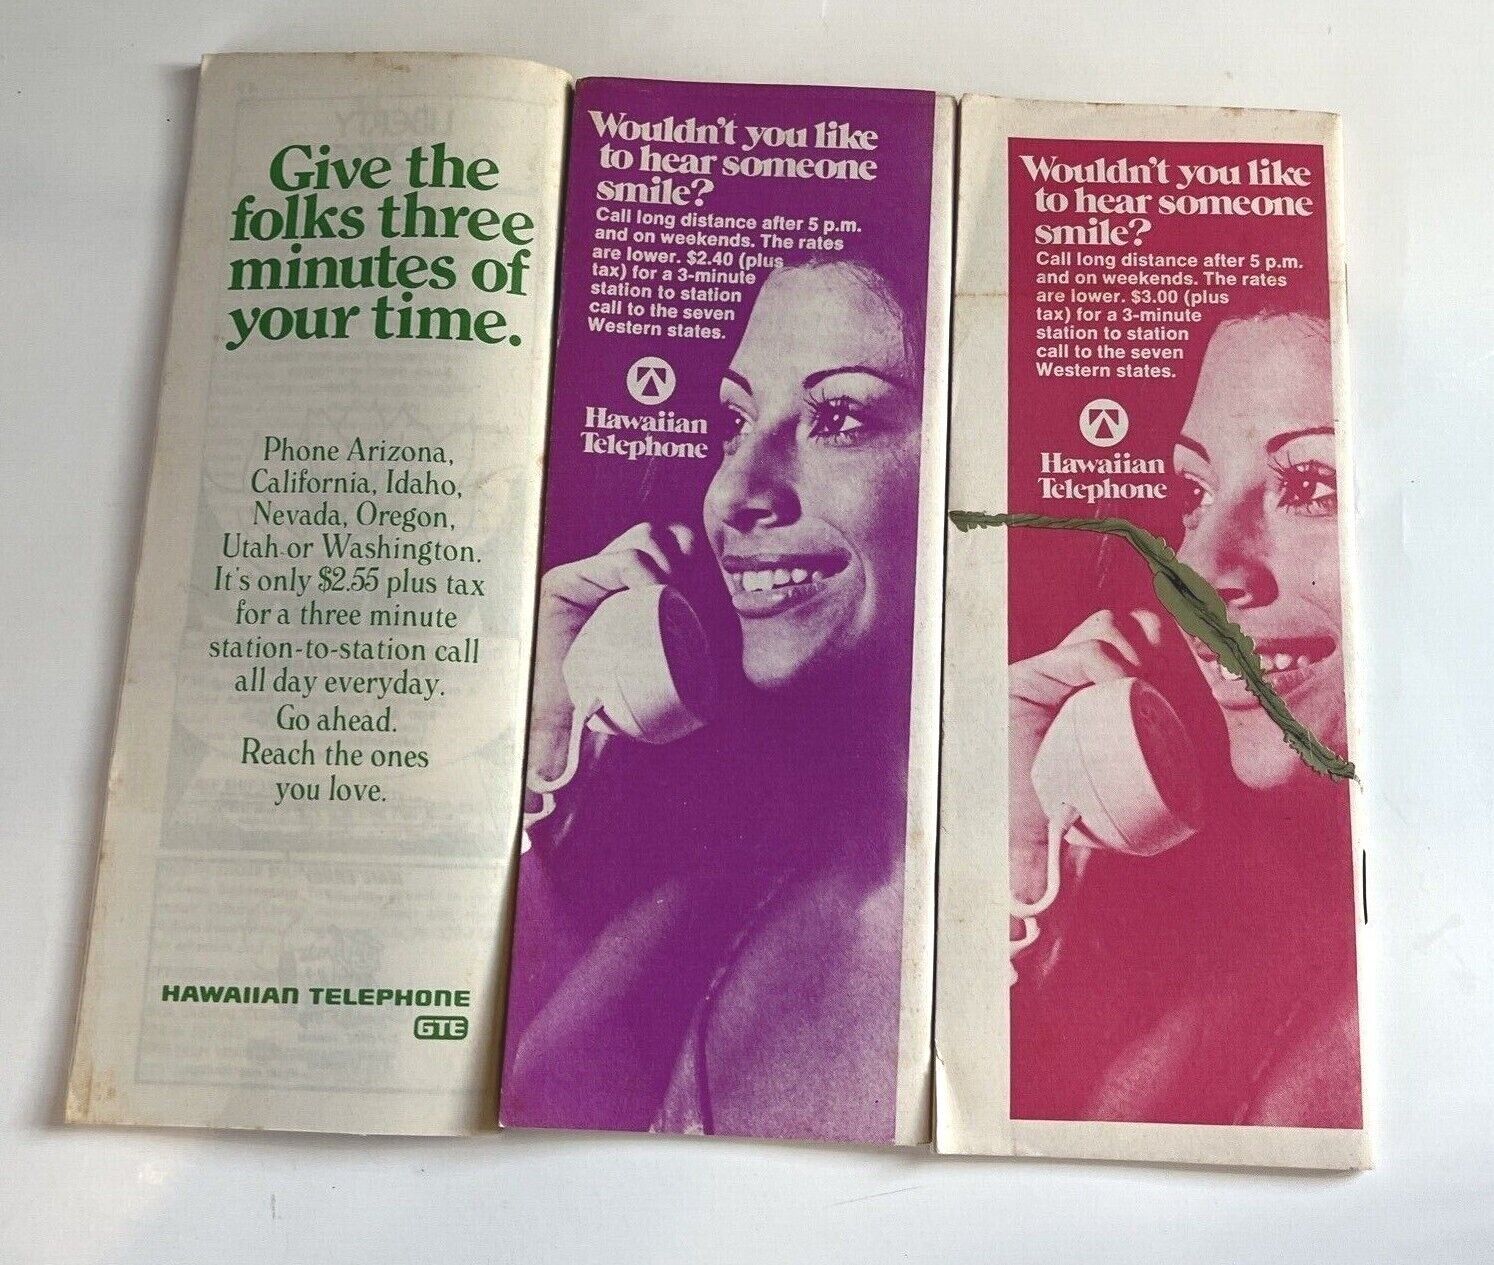 Give the
folks three
minutes of
your time.
Phone Arizona,
California, Idaho,
Nevada, Oregon,
Utah or Washington.
It's only $2.55 plus tax
for a three minute
station-to-station call
all day everyday.
Go ahead.
Reach the ones
you love.
HAWAIIAN TELEPHONE
GTE
Wouldn't you like
to hear someone
smile?
Call long distance after 5 p.m.
and on weekends. The rates
are lower. $2.40 (plus
tax) for a 3-minute
station to station
call to the seven
Western states.
Hawaiian
Telephone
Wouldn't you like
to hear someone
smile?
Call long distance after 5 p.m.
and on weekends. The rates
are lower. $3.00 (plus
tax) for a 3-minute
station to station
call to the seven
Western states.
Hawaiian
Telephone
LIBERTY